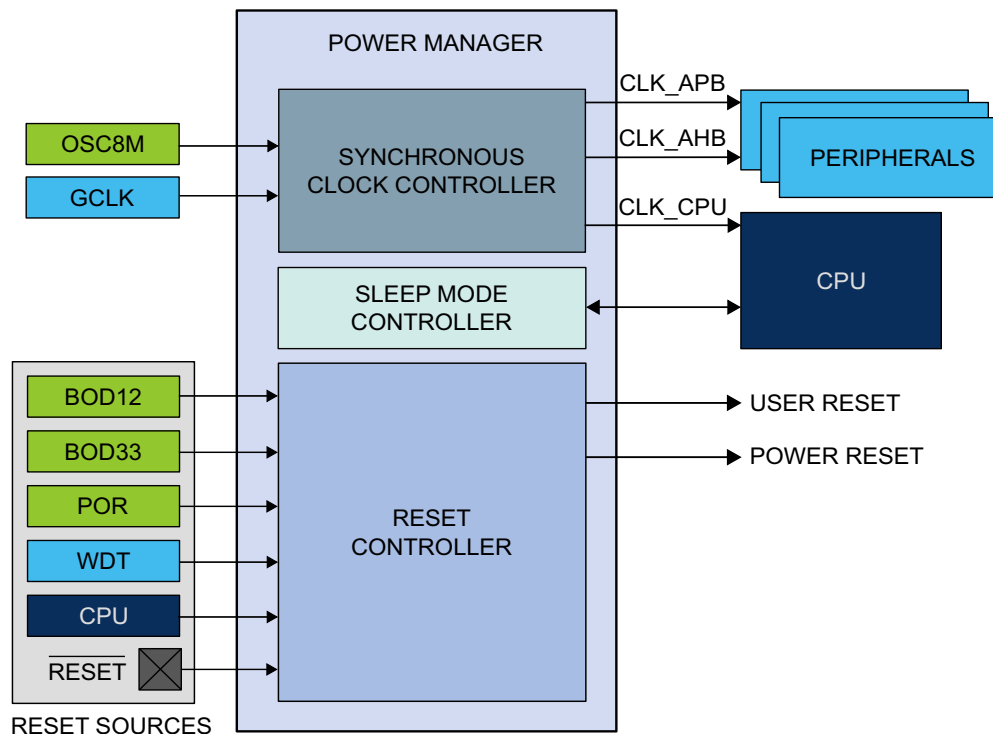 POWER MANAGER
OSC8M
GCLK
SYNCHRONOUS
CLOCK CONTROLLER
CLK_APB
CLK_AHB
CLK_CPU
PERIPHERALS
CPU
SLEEP MODE
CONTROLLER
BOD12
BOD33
POR
WDT
CPU
RESET
RESET SOURCES
RESET
CONTROLLER
USER RESET
POWER RESET